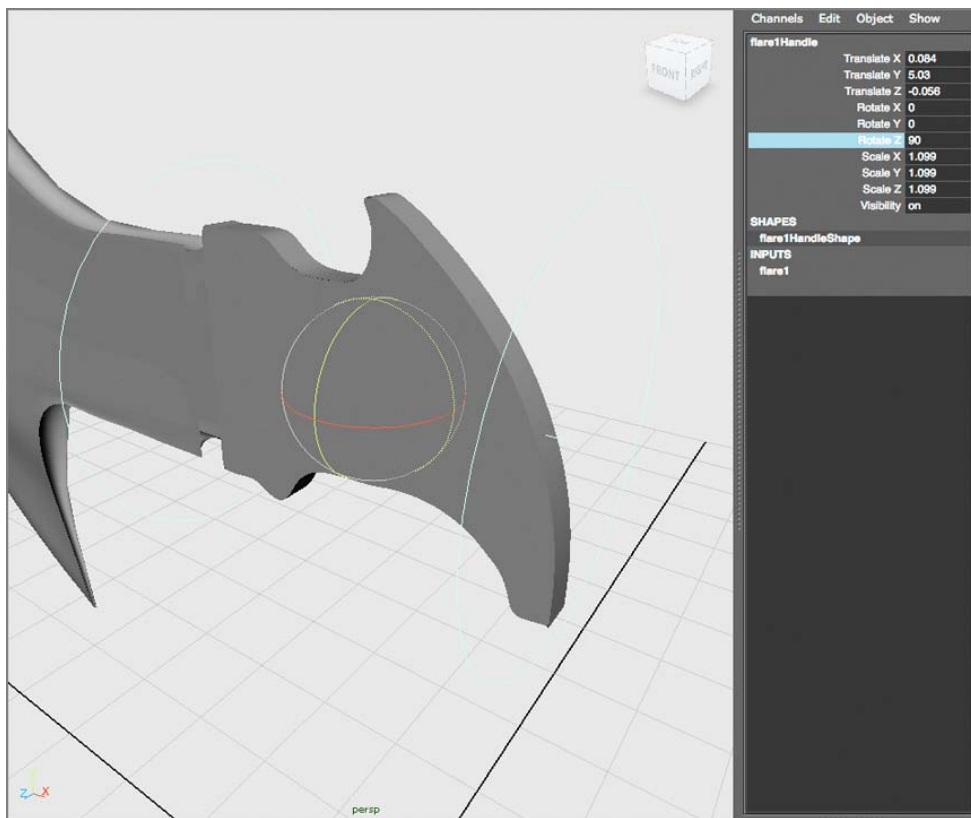 Channels Edit Object Show
flare1Handle
Translate X 0.084
Translate Y 5.03
Translate Z -0.056
Rotate X 0
Rotate Y 0
Rotate Z 90
Scale X 1.099
Scale Y 1.099
Scale Z 1.099
Visibility on
SHAPES
flare1HandleShape
INPUTS
flare1
FRONT RIGHT
Z X
persp